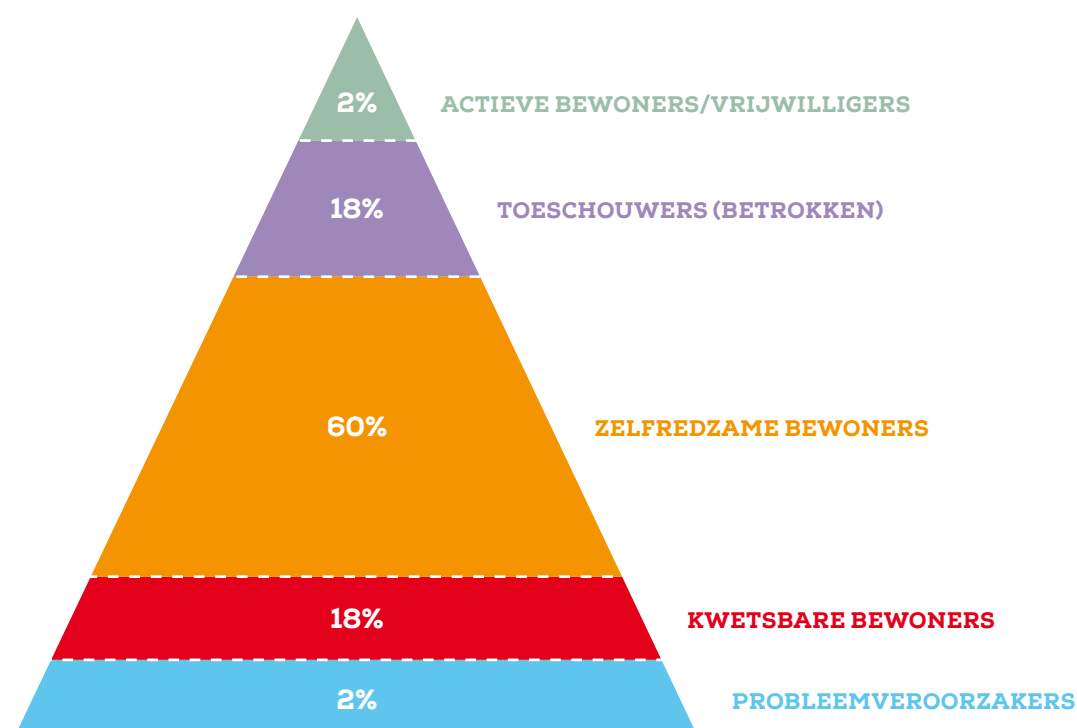 2% ACTIEVE BEWONERS/VRIJWILLIGERS
18% TOESCHOUWERS (BETROKKEN)
60% ZELFREDZAME BEWONERS
18% KWETSBARE BEWONERS
2% PROBLEEMVEROORZAKERS